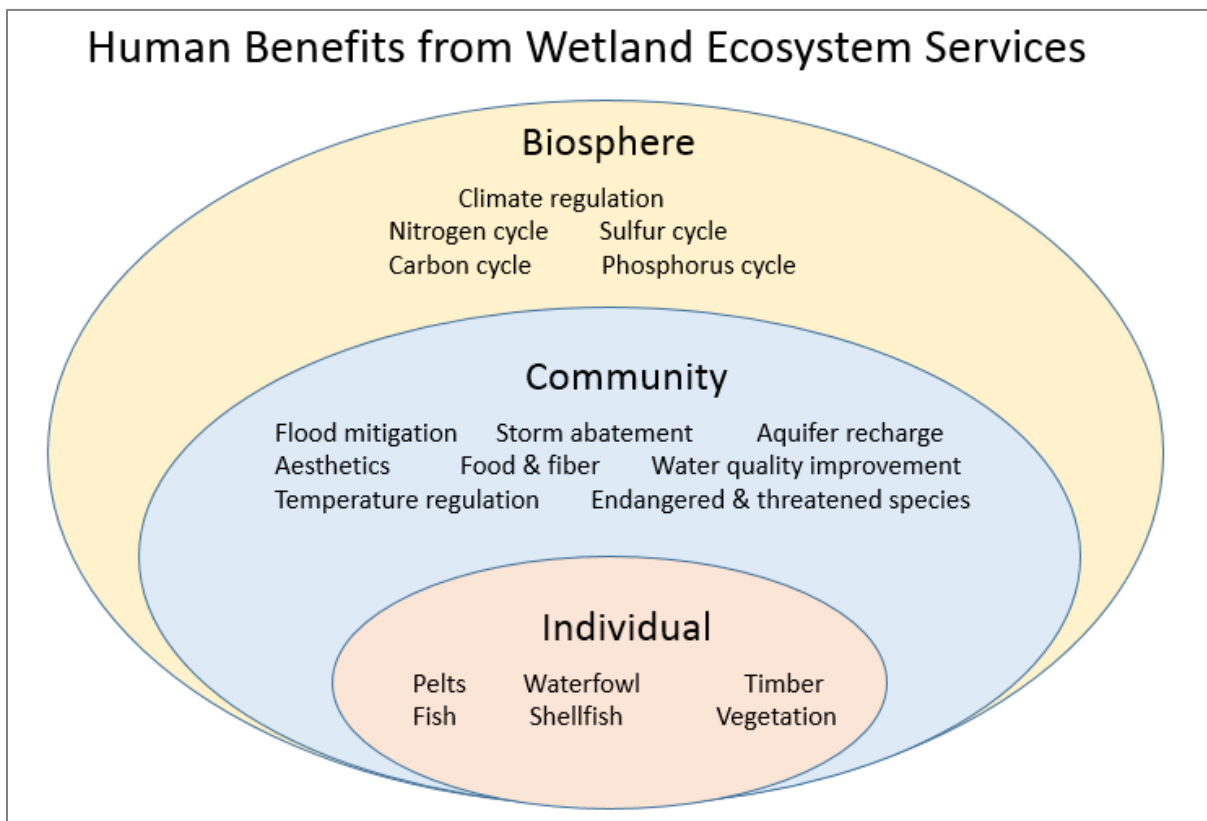 Human Benefits from Wetland Ecosystem Services
Biosphere
Climate regulation
Nitrogen cycle Sulfur cycle
Carbon cycle Phosphorus cycle
Community
Flood mitigation Storm abatement Aquifer recharge
Aesthetics Food & fiber Water quality improvement
Temperature regulation Endangered & threatened species
Individual
Pelts Waterfowl Timber
Fish Shellfish Vegetation